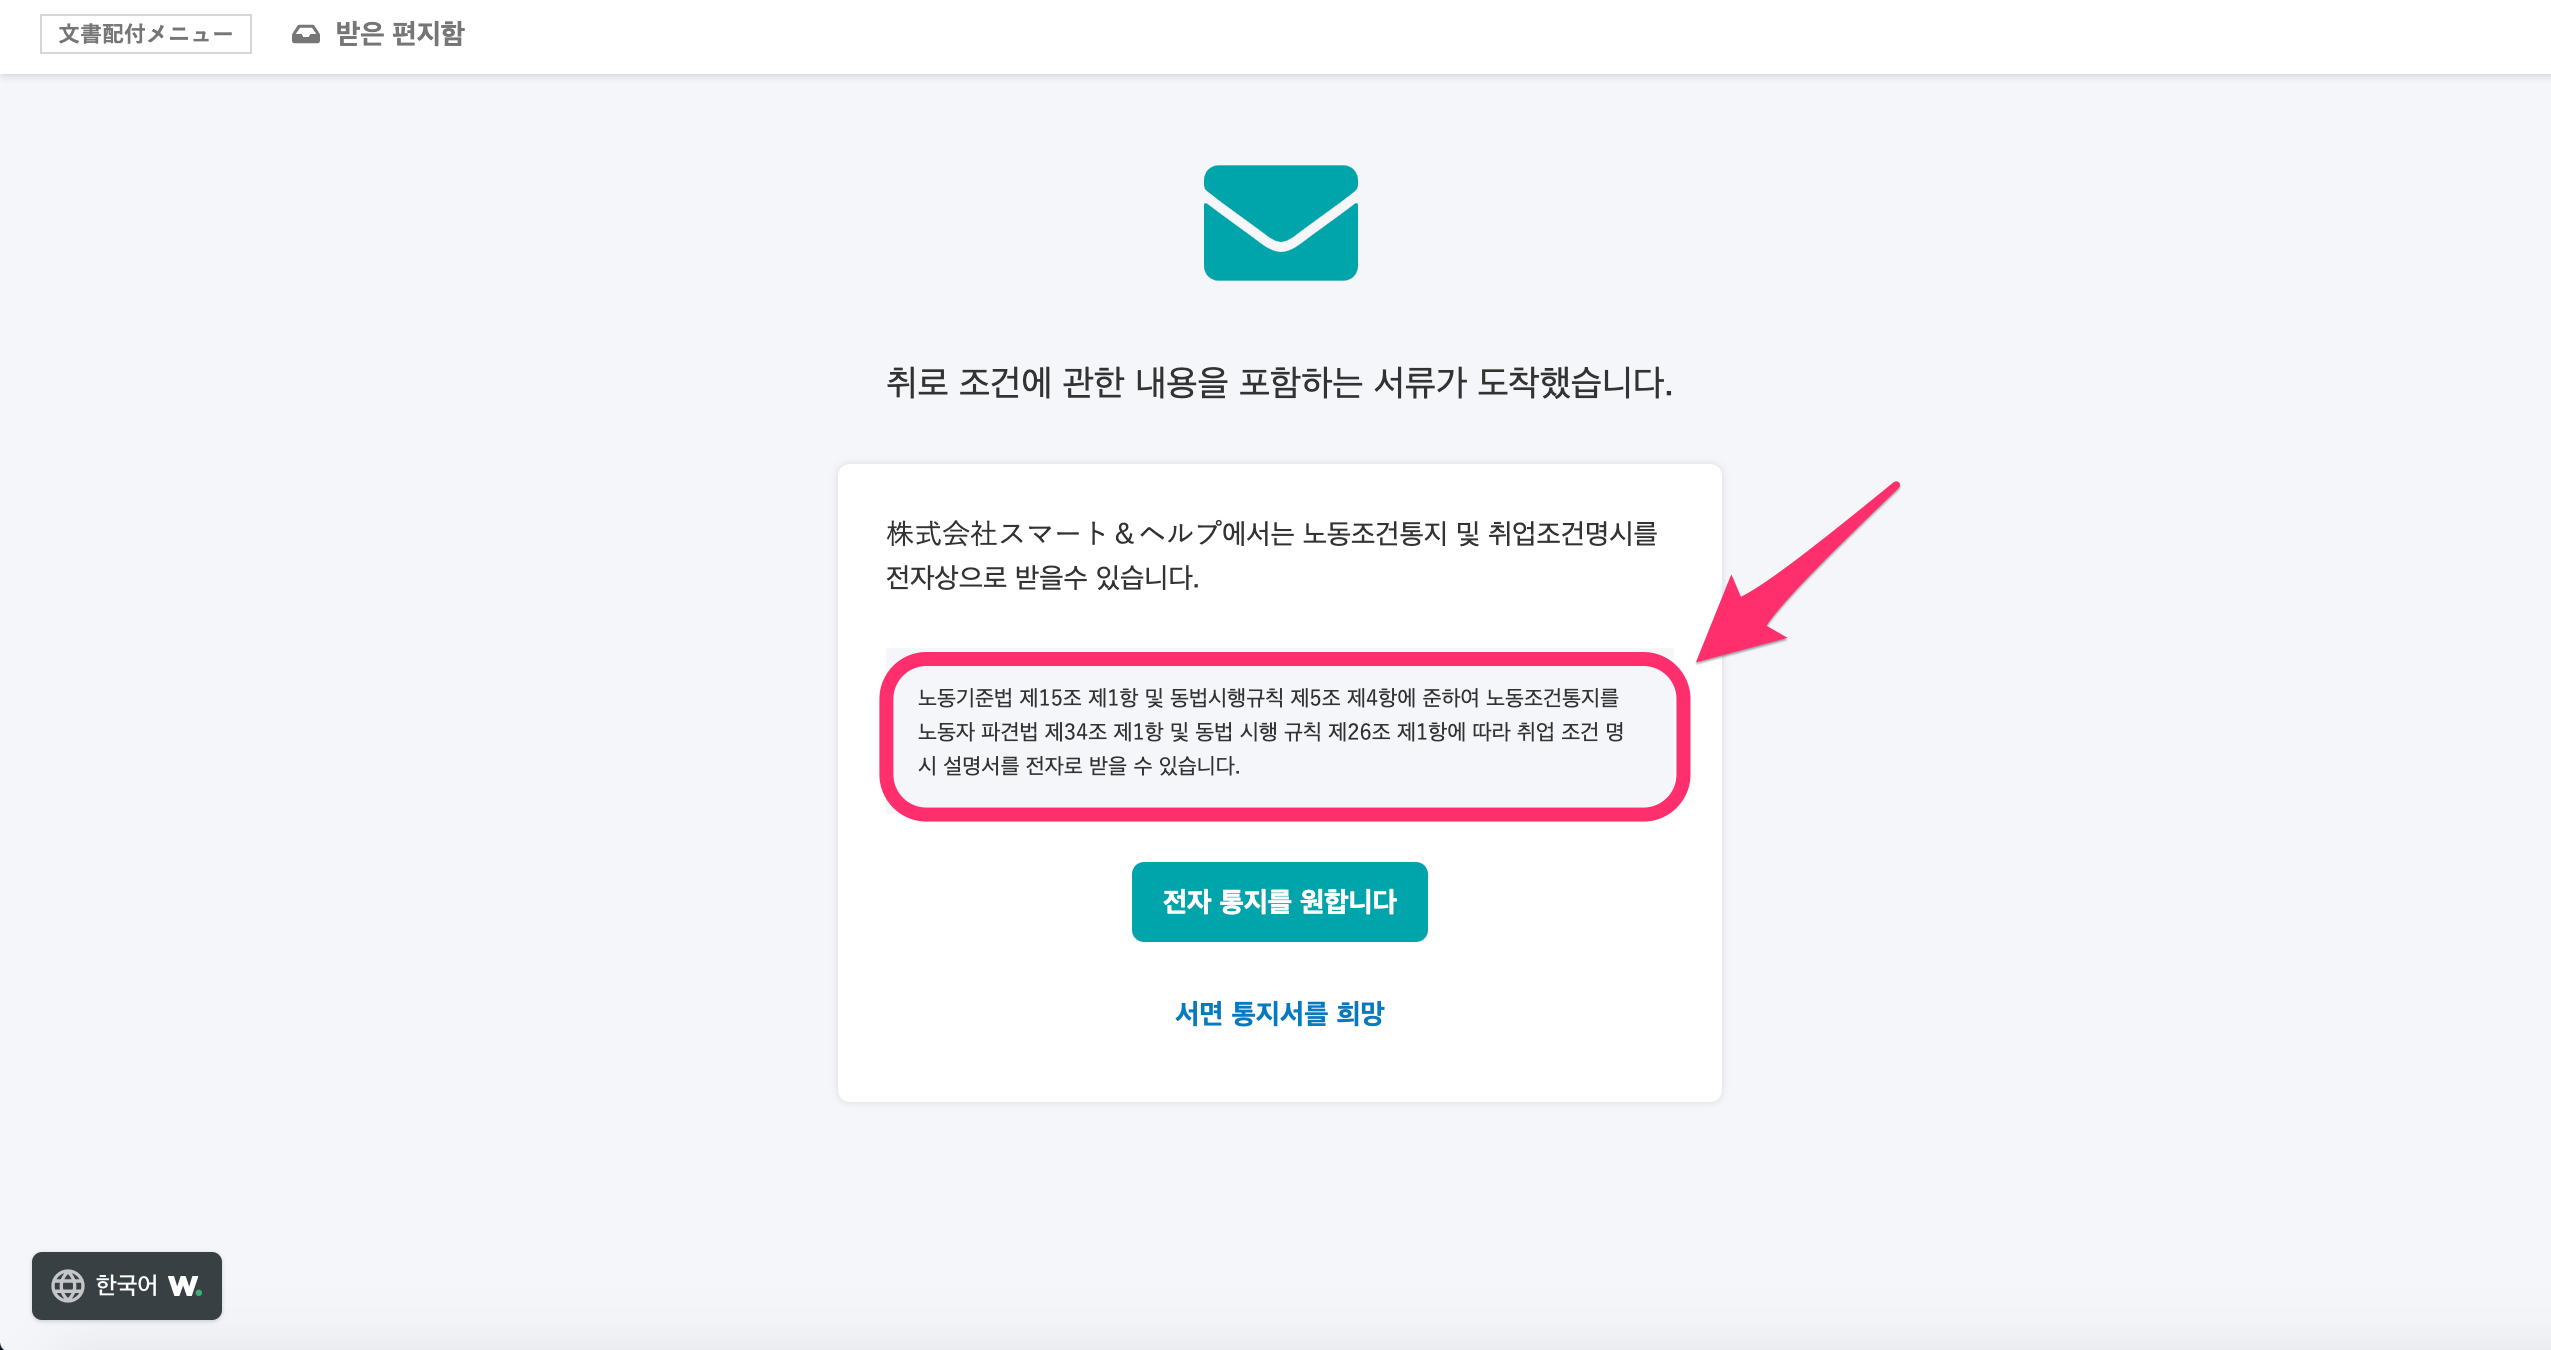 文書配付メニュー
받은 편지함
취로 조건에 관한 내용을 포함하는 서류가 도착했습니다.
株式会社スマート＆ヘルプ에서는 노동조건통지 및 취업조건명시를
전자상으로 받을수 있습니다.
노동기준법 제15조 제1항 및 동법시행규칙 제5조 제4항에 준하여 노동조건통지를
노동자 파견법 제34조 제1항 및 동법 시행 규칙 제26조 제1항에 따라 취업 조건 명
시 설명서를 전자로 받을 수 있습니다.
전자 통지를 원합니다
서면 통지서를 희망
한국어 W.